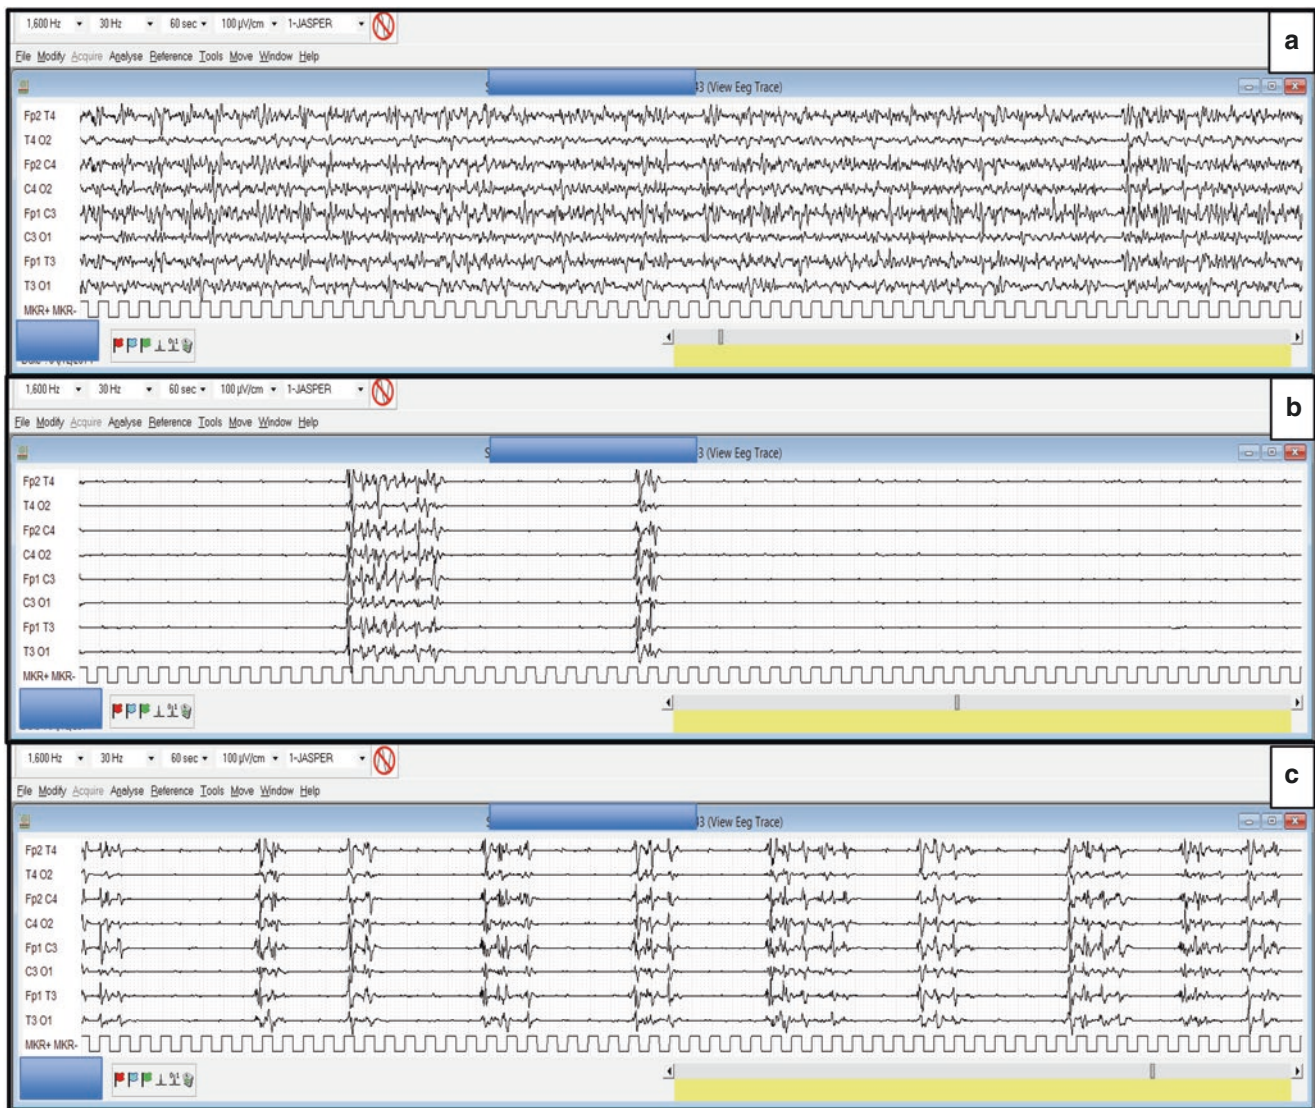 1,600 Hz 30 Hz 60 sec 100 µV/cm 1-JASPER
a
File Modify Acquire Analyse Reference Tools Move Window Help
(View Eeg Trace)
Fp2 T4
T4 O2
Fp2 C4
C4 O2
Fp1 C3
C3 O1
Fp1 T3
T3 O1
MKR+ MKR-
1,600 Hz 30 Hz 60 sec 100 µV/cm 1-JASPER
b
File Modify Acquire Analyse Reference Tools Move Window Help
S 3 (View Eeg Trace)
Fp2 T4
T4 O2
Fp2 C4
C4 O2
Fp1 C3
C3 O1
Fp1 T3
T3 O1
MKR+ MKR-
1,600 Hz 30 Hz 60 sec 100 µV/cm 1-JASPER
c
File Modify Acquire Analyse Reference Tools Move Window Help
(View Eeg Trace)
Fp2 T4
T4 O2
Fp2 C4
C4 O2
Fp1 C3
C3 O1
Fp1 T3
T3 O1
MKR+ MKR-